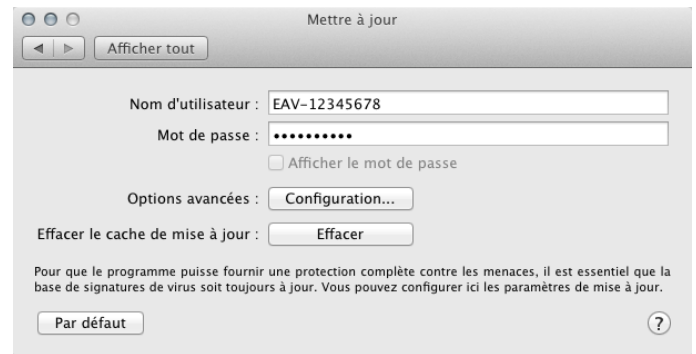 Mettre à jour
Afficher tout
Nom d'utilisateur : EAV-12345678
Mot de passe : ••••••••••
Afficher le mot de passe
Options avancées : Configuration...
Effacer le cache de mise à jour : Effacer
Pour que le programme puisse fournir une protection complète contre les menaces, il est essentiel que la
base de signatures de virus soit toujours à jour. Vous pouvez configurer ici les paramètres de mise à jour.
Par défaut ?